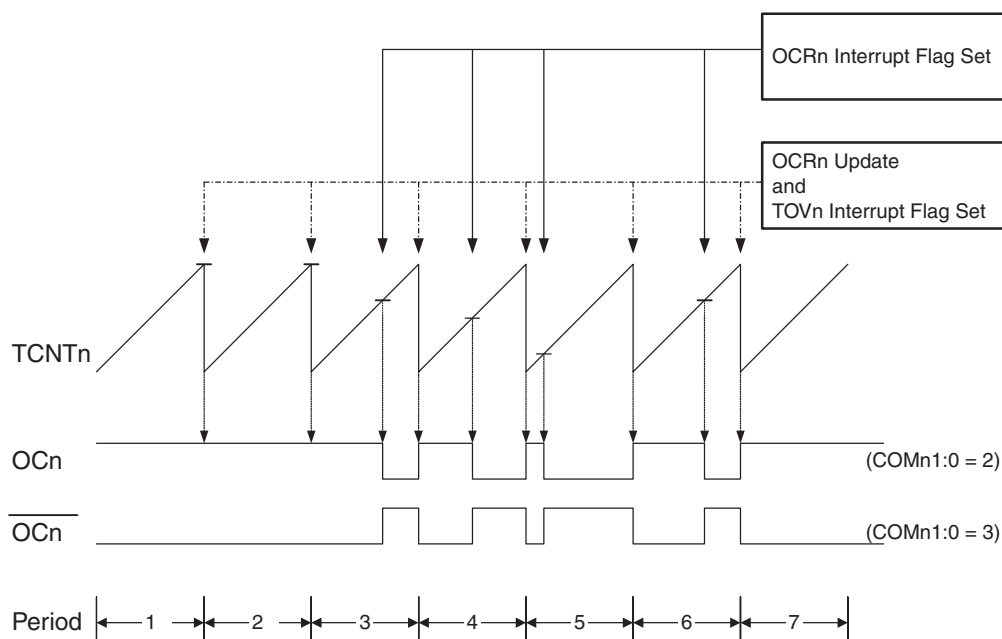 OCRn Interrupt Flag Set
OCRn Update
and
TOVn Interrupt Flag Set
TCNTn
OCn
(COMn1:0 = 2)
OCn
(COMn1:0 = 3)
Period
1
2
3
4
5
6
7